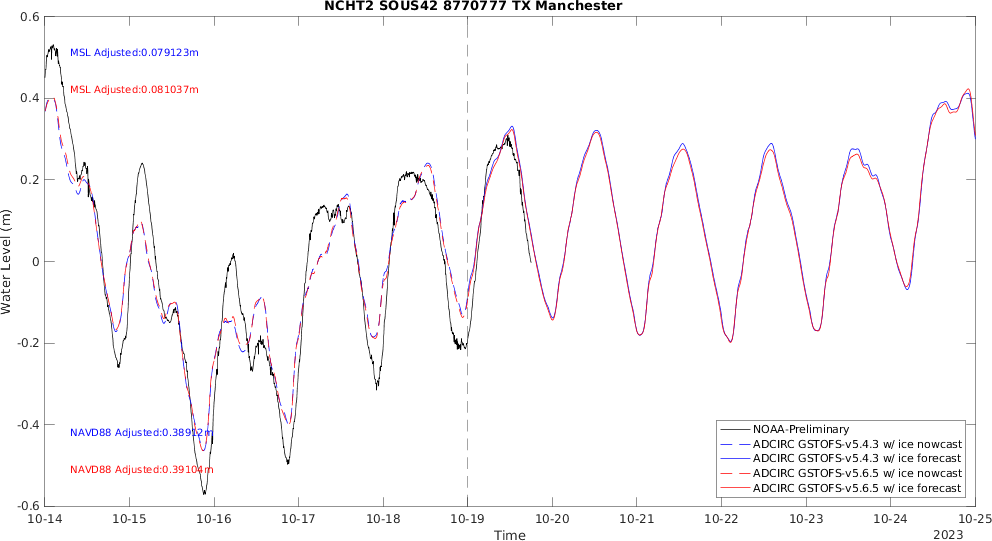 NCHT2 SOUS42 8770777 TX Manchester
0.6
0.4
0.2
0
-0.2
-0.4
-0.6
Water Level (m)
MSL Adjusted:0.079123m
MSL Adjusted:0.081037m
NAVD88 Adjusted:0.38912m
NAVD88 Adjusted:0.39104m
NOAA-Preliminary
ADCIRC GSTOFS-v5.4.3 w/ ice nowcast
ADCIRC GSTOFS-v5.4.3 w/ ice forecast
ADCIRC GSTOFS-v5.6.5 w/ ice nowcast
ADCIRC GSTOFS-v5.6.5 w/ ice forecast
10-14 10-15 10-16 10-17 10-18 10-19 10-20 10-21 10-22 10-23 10-24 10-25
Time
2023